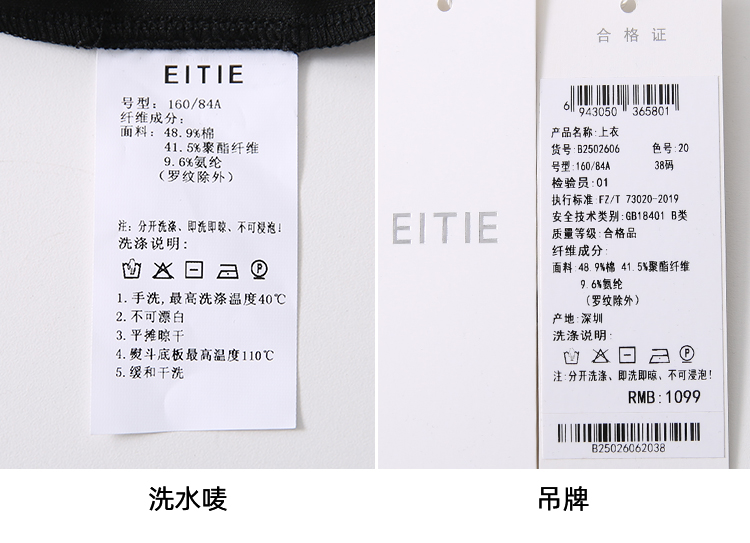 EITIE
号型: 160/84A
纤维成分:
面料: 48.9%棉
41.5%聚酯纤维
9.6%氨纶
(罗纹除外)
注: 分开洗涤、即洗即晾、不可浸泡!
洗涤说明:
P
1. 手洗, 最高洗涤温度40℃
2. 不可漂白
3. 平摊晾干
4. 熨斗底板最高温度110℃
5. 缓和干洗
洗水唛
EITIE
合格证
6 943050 365801
产品名称: 上衣
货号: B2502606 色号: 20
号型: 160/84A 38码
检验员: 01
执行标准: FZ/T 73020-2019
安全技术类别: GB18401 B类
质量等级: 合格品
纤维成分:
面料: 48.9%棉 41.5%聚酯纤维
9.6%氨纶
(罗纹除外)
产地: 深圳
洗涤说明:
P
注: 分开洗涤、即洗即晾、不可浸泡!
RMB: 1099
B25026062038
吊牌